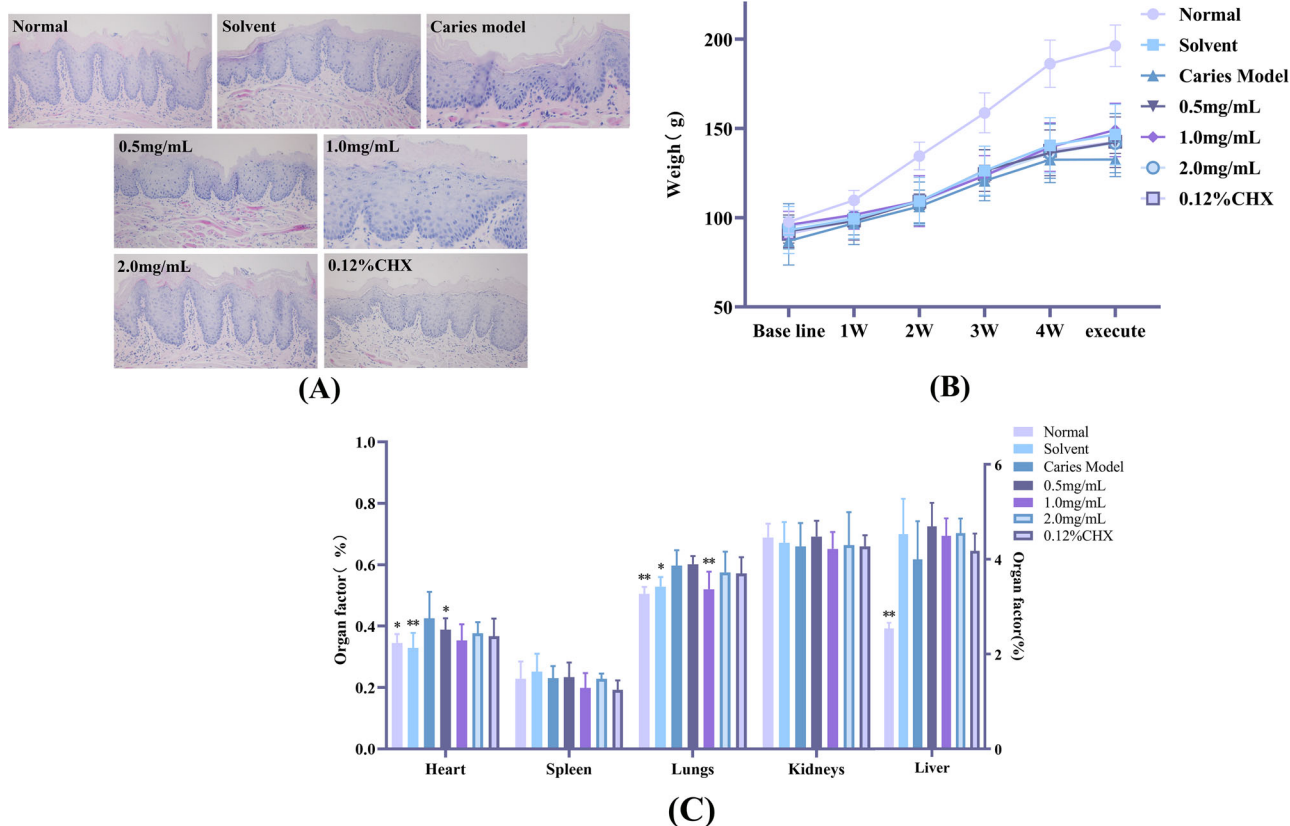 Normal
Solvent
Caries model
0.5mg/mL
1.0mg/mL
2.0mg/mL
0.12%CHX
(A)
Weigh( g)
200
150
100
50
Base line 1W 2W 3W 4W execute
Normal
Solvent
Caries Model
0.5mg/mL
1.0mg/mL
2.0mg/mL
0.12%CHX
(B)
Organ factor( %)
1.0
0.8
0.6
0.4
0.2
0.0
* ** *
** * **
**
Heart Spleen Lungs Kidneys Liver
6
4
2
0
Organ factor(%)
Normal
Solvent
Caries Model
0.5mg/mL
1.0mg/mL
2.0mg/mL
0.12%CHX
(C)